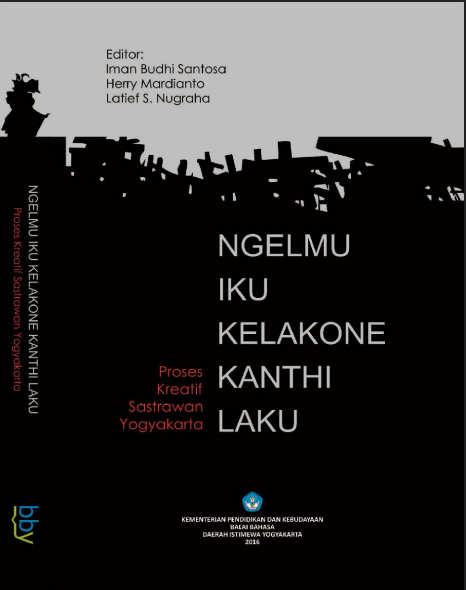 Editor:
Iman Budhi Santosa
Herry Mardianto
Latief S. Nugraha
NGELMU
IKU
KELAKONE
KANTHI
LAKU
Proses
Kreatif
Sastrawan
Yogyakarta
KEMENTERIAN PENDIDIKAN DAN KEBUDAYAAN
BALAI BAHASA
DAERAH ISTIMEWA YOGYAKARTA
2016
NGELMU IKU KELAKONE KANTHI LAKU
Proses Kreatif Sastrawan Yogyakarta
bby